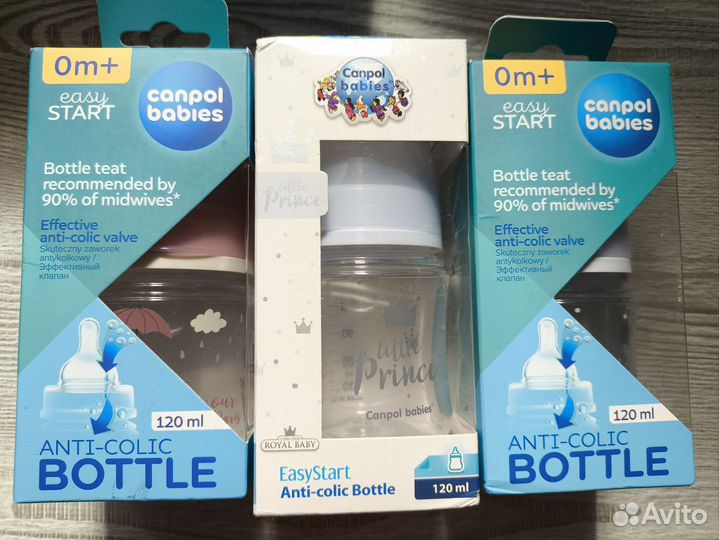 0m+
easy
START
canpol
babies
Bottle teat
recommended by
90% of midwives*
Effective
anti-colic valve
Skuteczny zaworek
antykolkowy /
Эффективный
клапан
120 ml
ANTI-COLIC
BOTTLE
Canpol
babies
little
Prince
little
Prince
Canpol babies
ROYAL BABY
EasyStart
Anti-colic Bottle
120 ml
0m+
easy
START
canpol
babies
Bottle teat
recommended by
90% of midwives*
Effective
anti-colic valve
Skuteczny zaworek
antykolkowy /
Эффективный
клапан
120 ml
ANTI-COLIC
BOTTLE
Avito